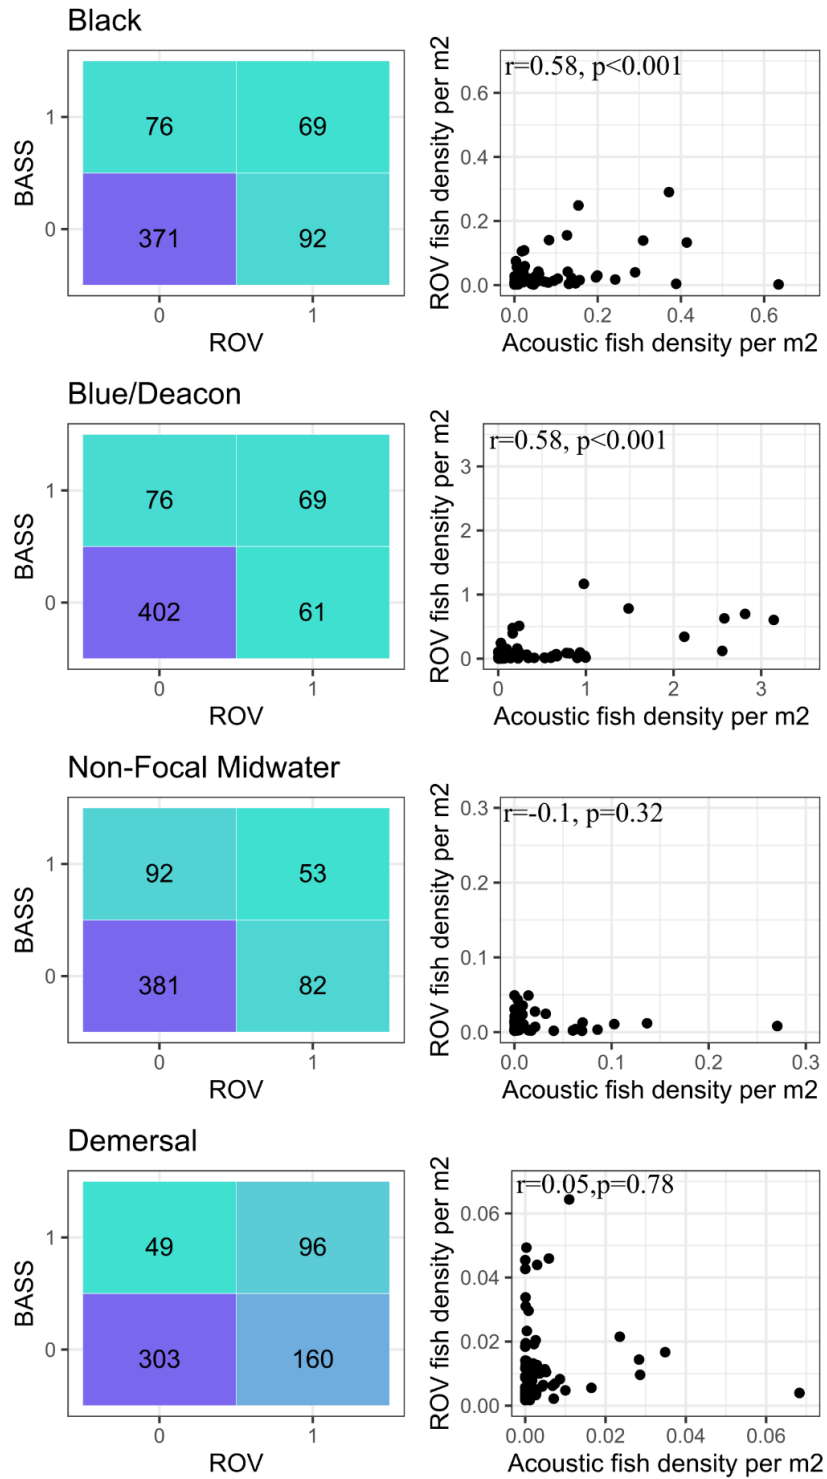 Black
BASS
1
0
76 69
371 92
0 1
ROV
ROV fish density per m2
0.6
0.4
0.2
0.0
r=0.58, p<0.001
0.0 0.2 0.4 0.6
Acoustic fish density per m2
Blue/Deacon
BASS
1
0
76 69
402 61
0 1
ROV
ROV fish density per m2
3
2
1
0
r=0.58, p<0.001
0 1 2 3
Acoustic fish density per m2
Non-Focal Midwater
BASS
1
0
92 53
381 82
0 1
ROV
ROV fish density per m2
0.3
0.2
0.1
0.0
r=-0.1, p=0.32
0.0 0.1 0.2 0.3
Acoustic fish density per m2
Demersal
BASS
1
0
49 96
303 160
0 1
ROV
ROV fish density per m2
0.06
0.04
0.02
0.00
r=0.05,p=0.78
0.00 0.02 0.04 0.06
Acoustic fish density per m2